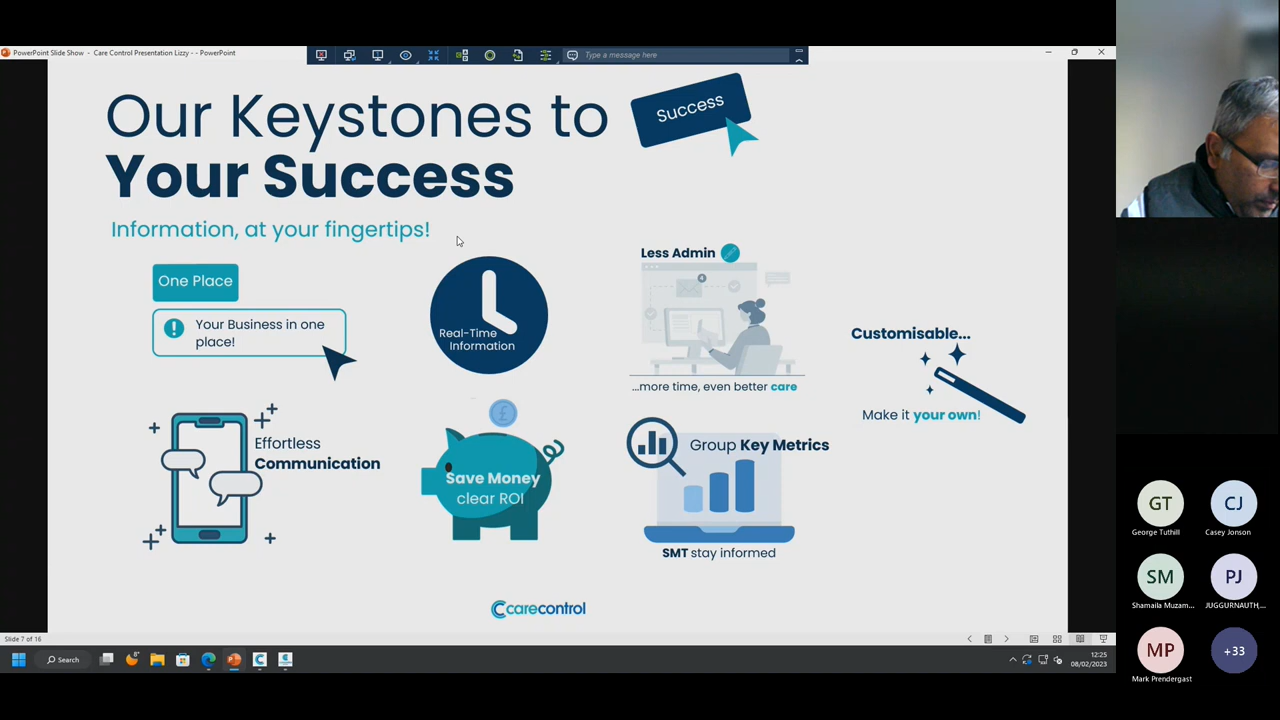 PowerPoint Slide Show - Care Control Presentation Lizzy - - PowerPoint
Type a message here
Our Keystones to
Success
Your Success
Information, at your fingertips!
One Place
Your Business in one
place!
Real-Time
Information
Less Admin
4
...more time, even better care
Customisable...
Make it your own!
Effortless
Communication
£
Save Money
clear ROI
Group Key Metrics
SMT stay informed
carecontrol
Slide 7 of 16
Search
8°
12:25
08/02/2023
GT
George Tuthill
CJ
Casey Jonson
SM
Shamaila Muzam...
PJ
JUGGURNAUTH,...
MP
Mark Prendergast
+33